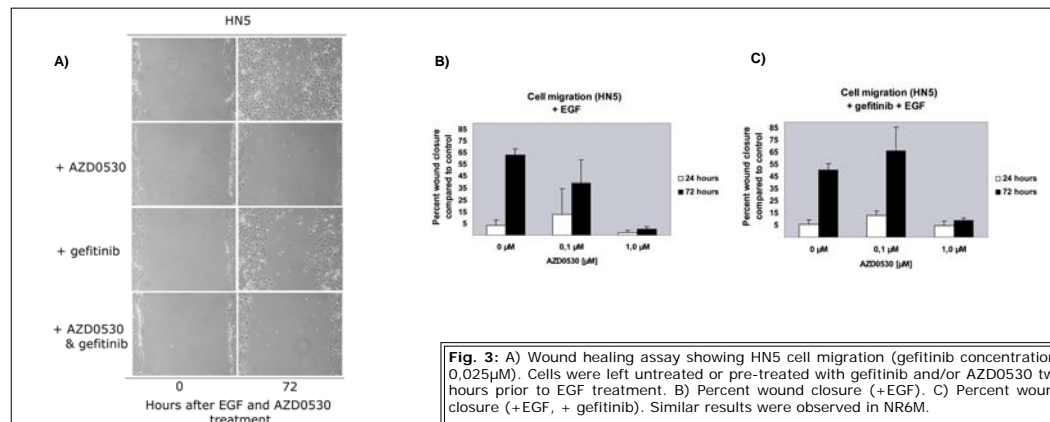 HN5
A)
+ AZD0530
+ gefitinib
+ AZD0530
& gefitinib
0 72
Hours after EGF and AZD0530
treatment
B)
Cell migration (HN5)
+ EGF
Percent wound closure
compared to control
85
75
65
55
45
35
25
15
5
0 µM 0,1 µM 1,0 µM
AZD0530 [µM]
24 hours
72 hours
C)
Cell migration (HN5)
+ gefitinib + EGF
Percent wound closure
compared to control
85
75
65
55
45
35
25
15
5
0 µM 0,1 µM 1,0 µM
AZD0530 [µM]
24 hours
72 hours
Fig. 3: A) Wound healing assay showing HN5 cell migration (gefitinib concentration
0,025µM). Cells were left untreated or pre-treated with gefitinib and/or AZD0530 tw
hours prior to EGF treatment. B) Percent wound closure (+EGF). C) Percent woun
closure (+EGF, + gefitinib). Similar results were observed in NR6M.